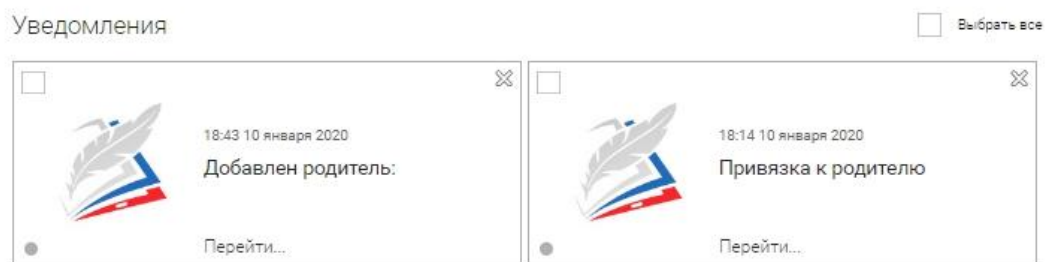 Уведомления
Выбрать все
18:43 10 января 2020
Добавлен родитель:
Перейти...
18:14 10 января 2020
Привязка к родителю
Перейти...